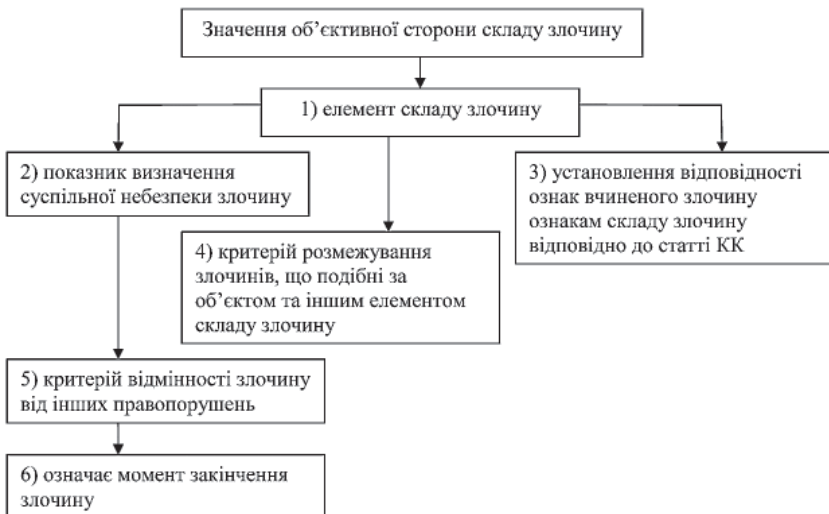 Значення об’єктивної сторони складу злочину
1) елемент складу злочину
2) показник визначення
суспільної небезпеки злочину
3) установлення відповідності
ознак вчиненого злочину
ознакам складу злочину
відповідно до статті КК
4) критерій розмежування
злочинів, що подібні за
об’єктом та іншим елементом
складу злочину
5) критерій відмінності злочину
від інших правопорушень
6) означає момент закінчення
злочину